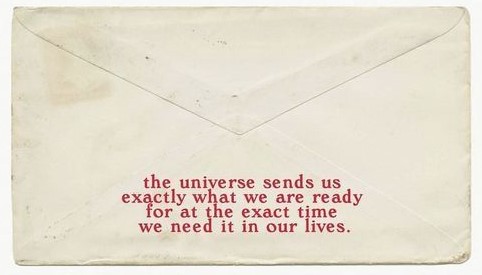 the universe sends us
exactly what we are ready
for at the exact time
we need it in our lives.